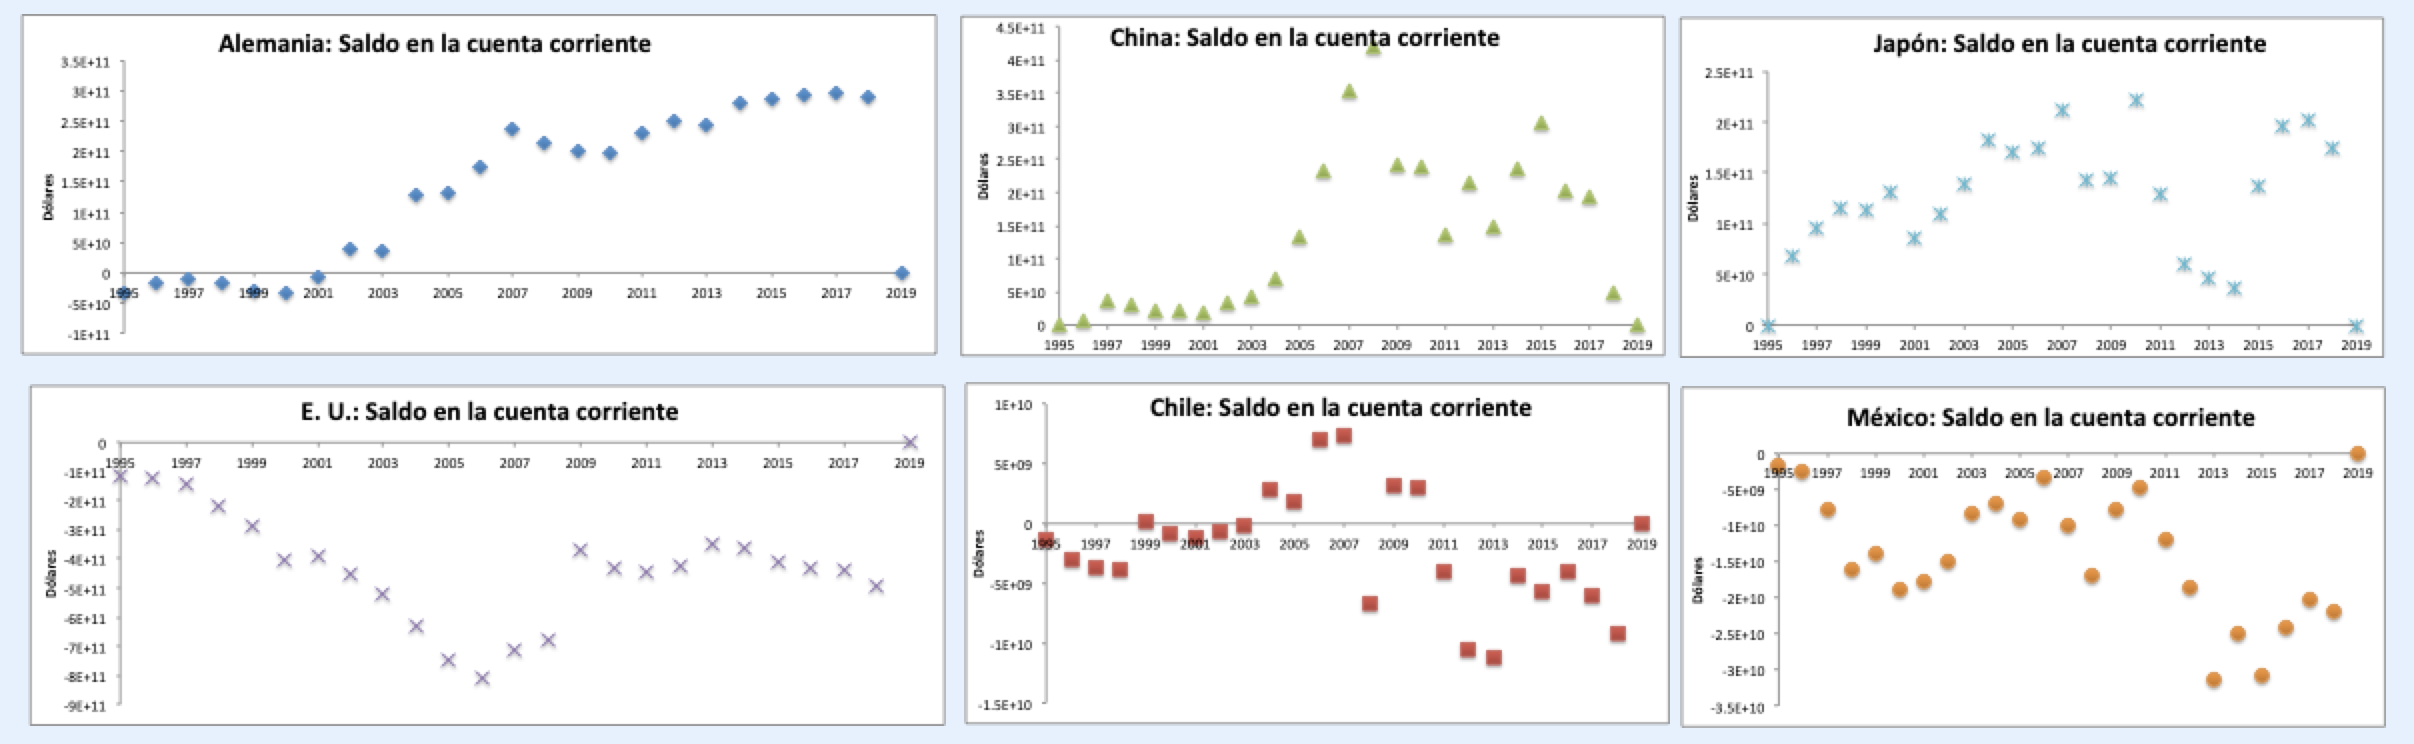 Alemania: Saldo en la cuenta corriente
Dólares
3.5E+11
3E+11
2.5E+11
2E+11
1.5E+11
1E+11
5E+10
0
-5E+10
-1E+11
1995 1997 1999 2001 2003 2005 2007 2009 2011 2013 2015 2017 2019
China: Saldo en la cuenta corriente
Dólares
4.5E+11
4E+11
3.5E+11
3E+11
2.5E+11
2E+11
1.5E+11
1E+11
5E+10
0
1995 1997 1999 2001 2003 2005 2007 2009 2011 2013 2015 2017 2019
Japón: Saldo en la cuenta corriente
Dólares
2.5E+11
2E+11
1.5E+11
1E+11
5E+10
0
1995 1997 1999 2001 2003 2005 2007 2009 2011 2013 2015 2017 2019
E. U.: Saldo en la cuenta corriente
Dólares
0
-1E+11
-2E+11
-3E+11
-4E+11
-5E+11
-6E+11
-7E+11
-8E+11
-9E+11
1995 1997 1999 2001 2003 2005 2007 2009 2011 2013 2015 2017 2019
Chile: Saldo en la cuenta corriente
Dólares
1E+10
5E+09
0
-5E+09
-1E+10
-1.5E+10
1995 1997 1999 2001 2003 2005 2007 2009 2011 2013 2015 2017 2019
México: Saldo en la cuenta corriente
Dólares
0
-5E+09
-1E+10
-1.5E+10
-2E+10
-2.5E+10
-3E+10
-3.5E+10
1995 1997 1999 2001 2003 2005 2007 2009 2011 2013 2015 2017 2019